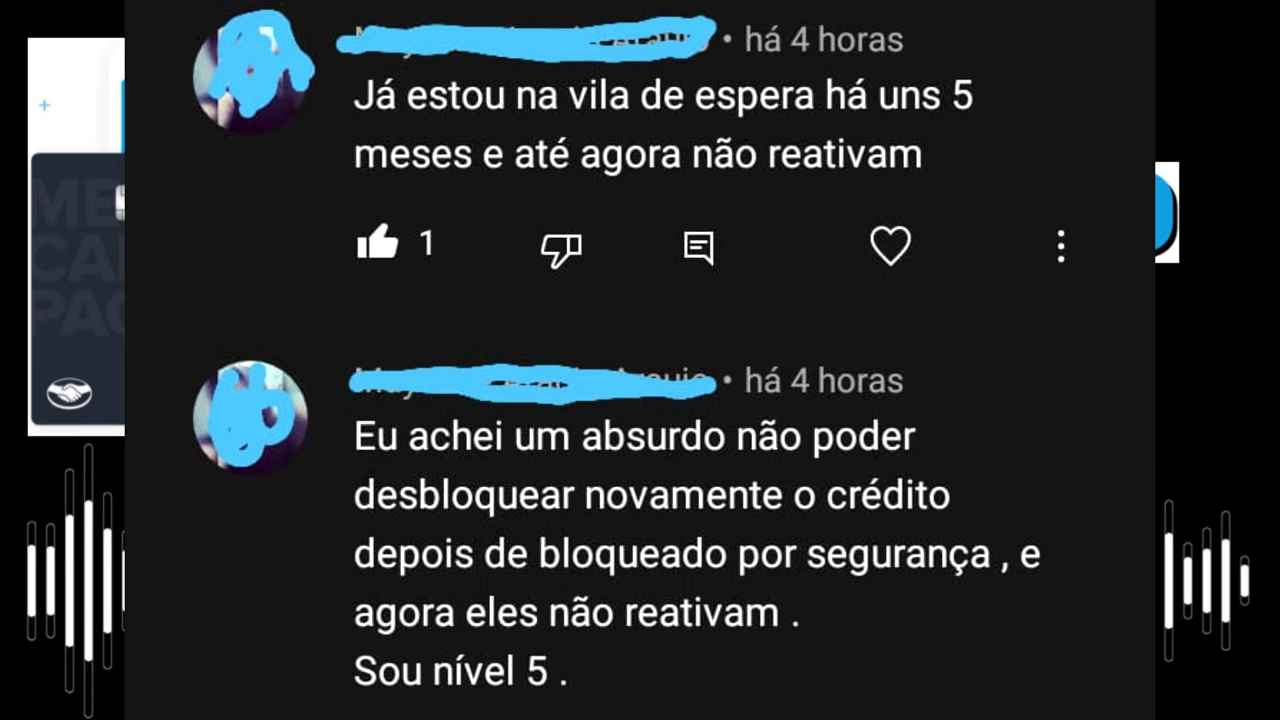 há 4 horas
Já estou na vila de espera há uns 5
meses e até agora não reativam
1
há 4 horas
Eu achei um absurdo não poder
desbloquear novamente o crédito
depois de bloqueado por segurança , e
agora eles não reativam .
Sou nível 5 .